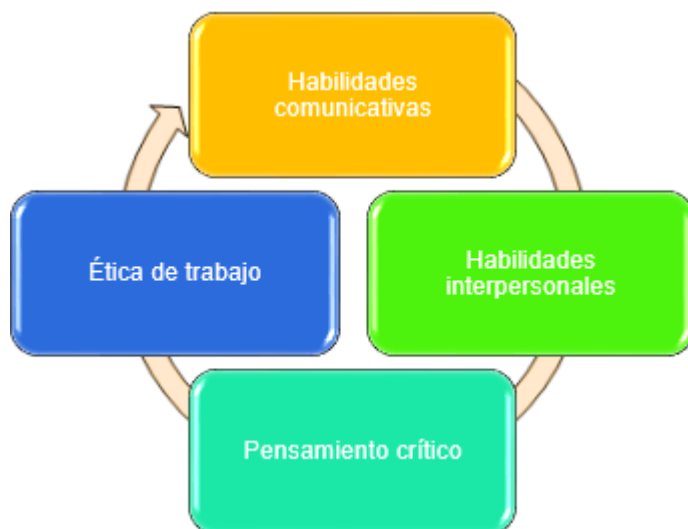 Habilidades
comunicativas
Habilidades
interpersonales
Pensamiento crítico
Ética de trabajo